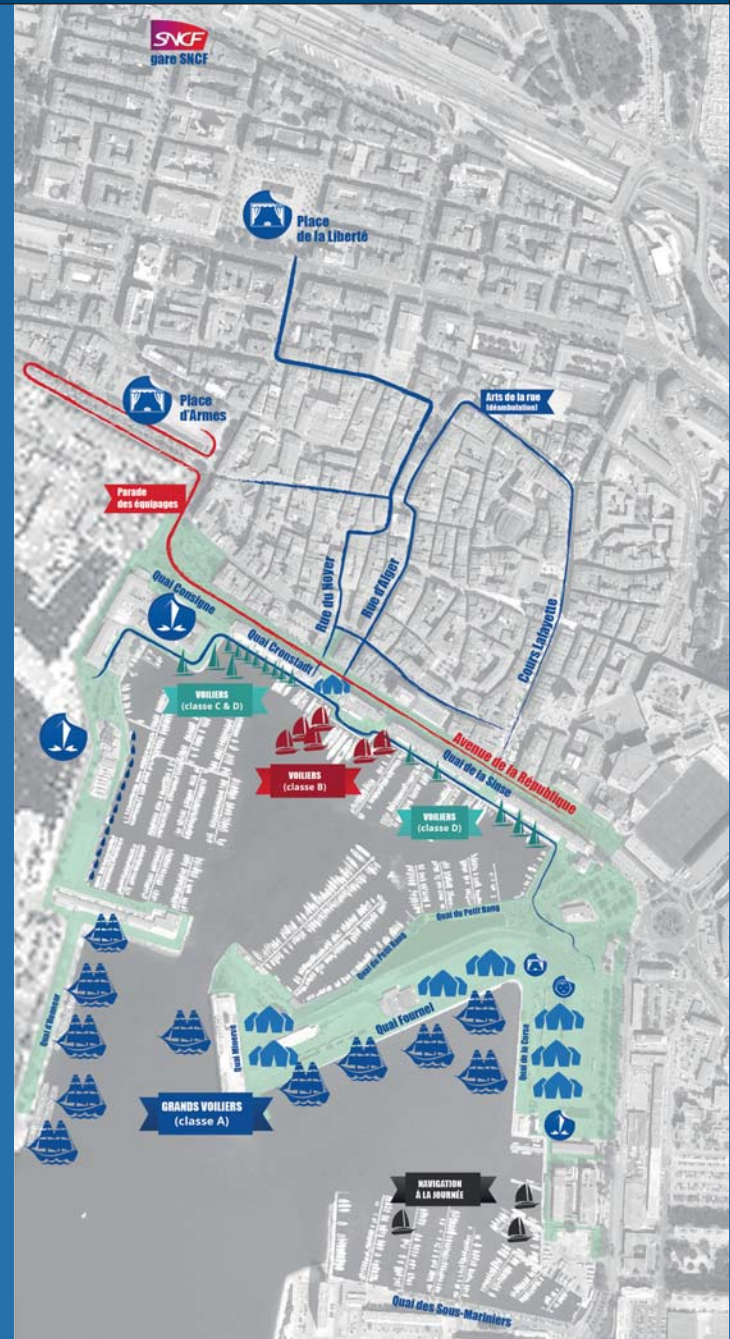 SNCF
gare SNCF
Place
de la Liberté
Place
d'Armes
Arts de la rue
(déambulation)
Parade
des équipages
Rue du Noyer
Rue d'Alger
Cours Lafayette
Quai Consigne
Quai Cronstadt
VOILIERS
(classe C & D)
VOILIERS
(classe B)
Avenue de la République
Quai de la Sinse
VOILIERS
(classe D)
Quai du Petit Rang
Quai du Petit Rang
Quai d'Honneur
Quai Minerve
Quai Fournel
Quai de la Corse
GRANDS VOILIERS
(classe A)
NAVIGATION
À LA JOURNÉE
Quai des Sous-Mariniers